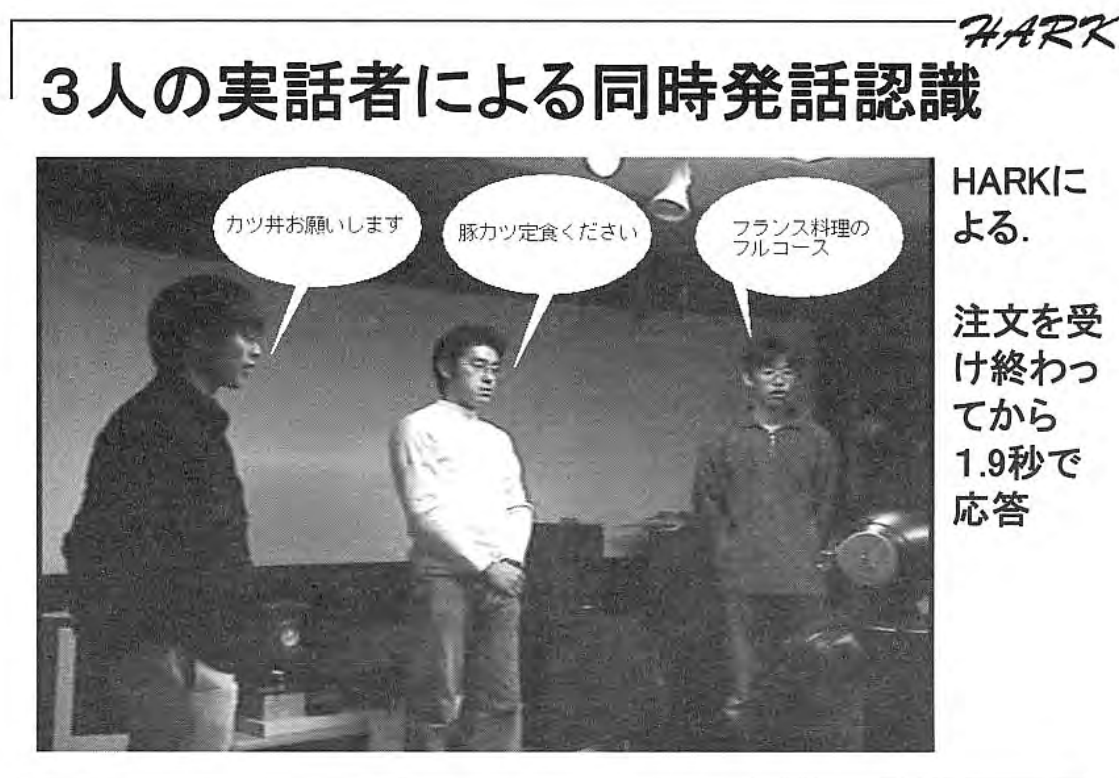 HARK
3人の実話者による同時発話認識
カツ丼お願いします
豚カツ定食ください
フランス料理の
フルコース
HARKに
よる.
注文を受
け終わっ
てから
1.9秒で
応答